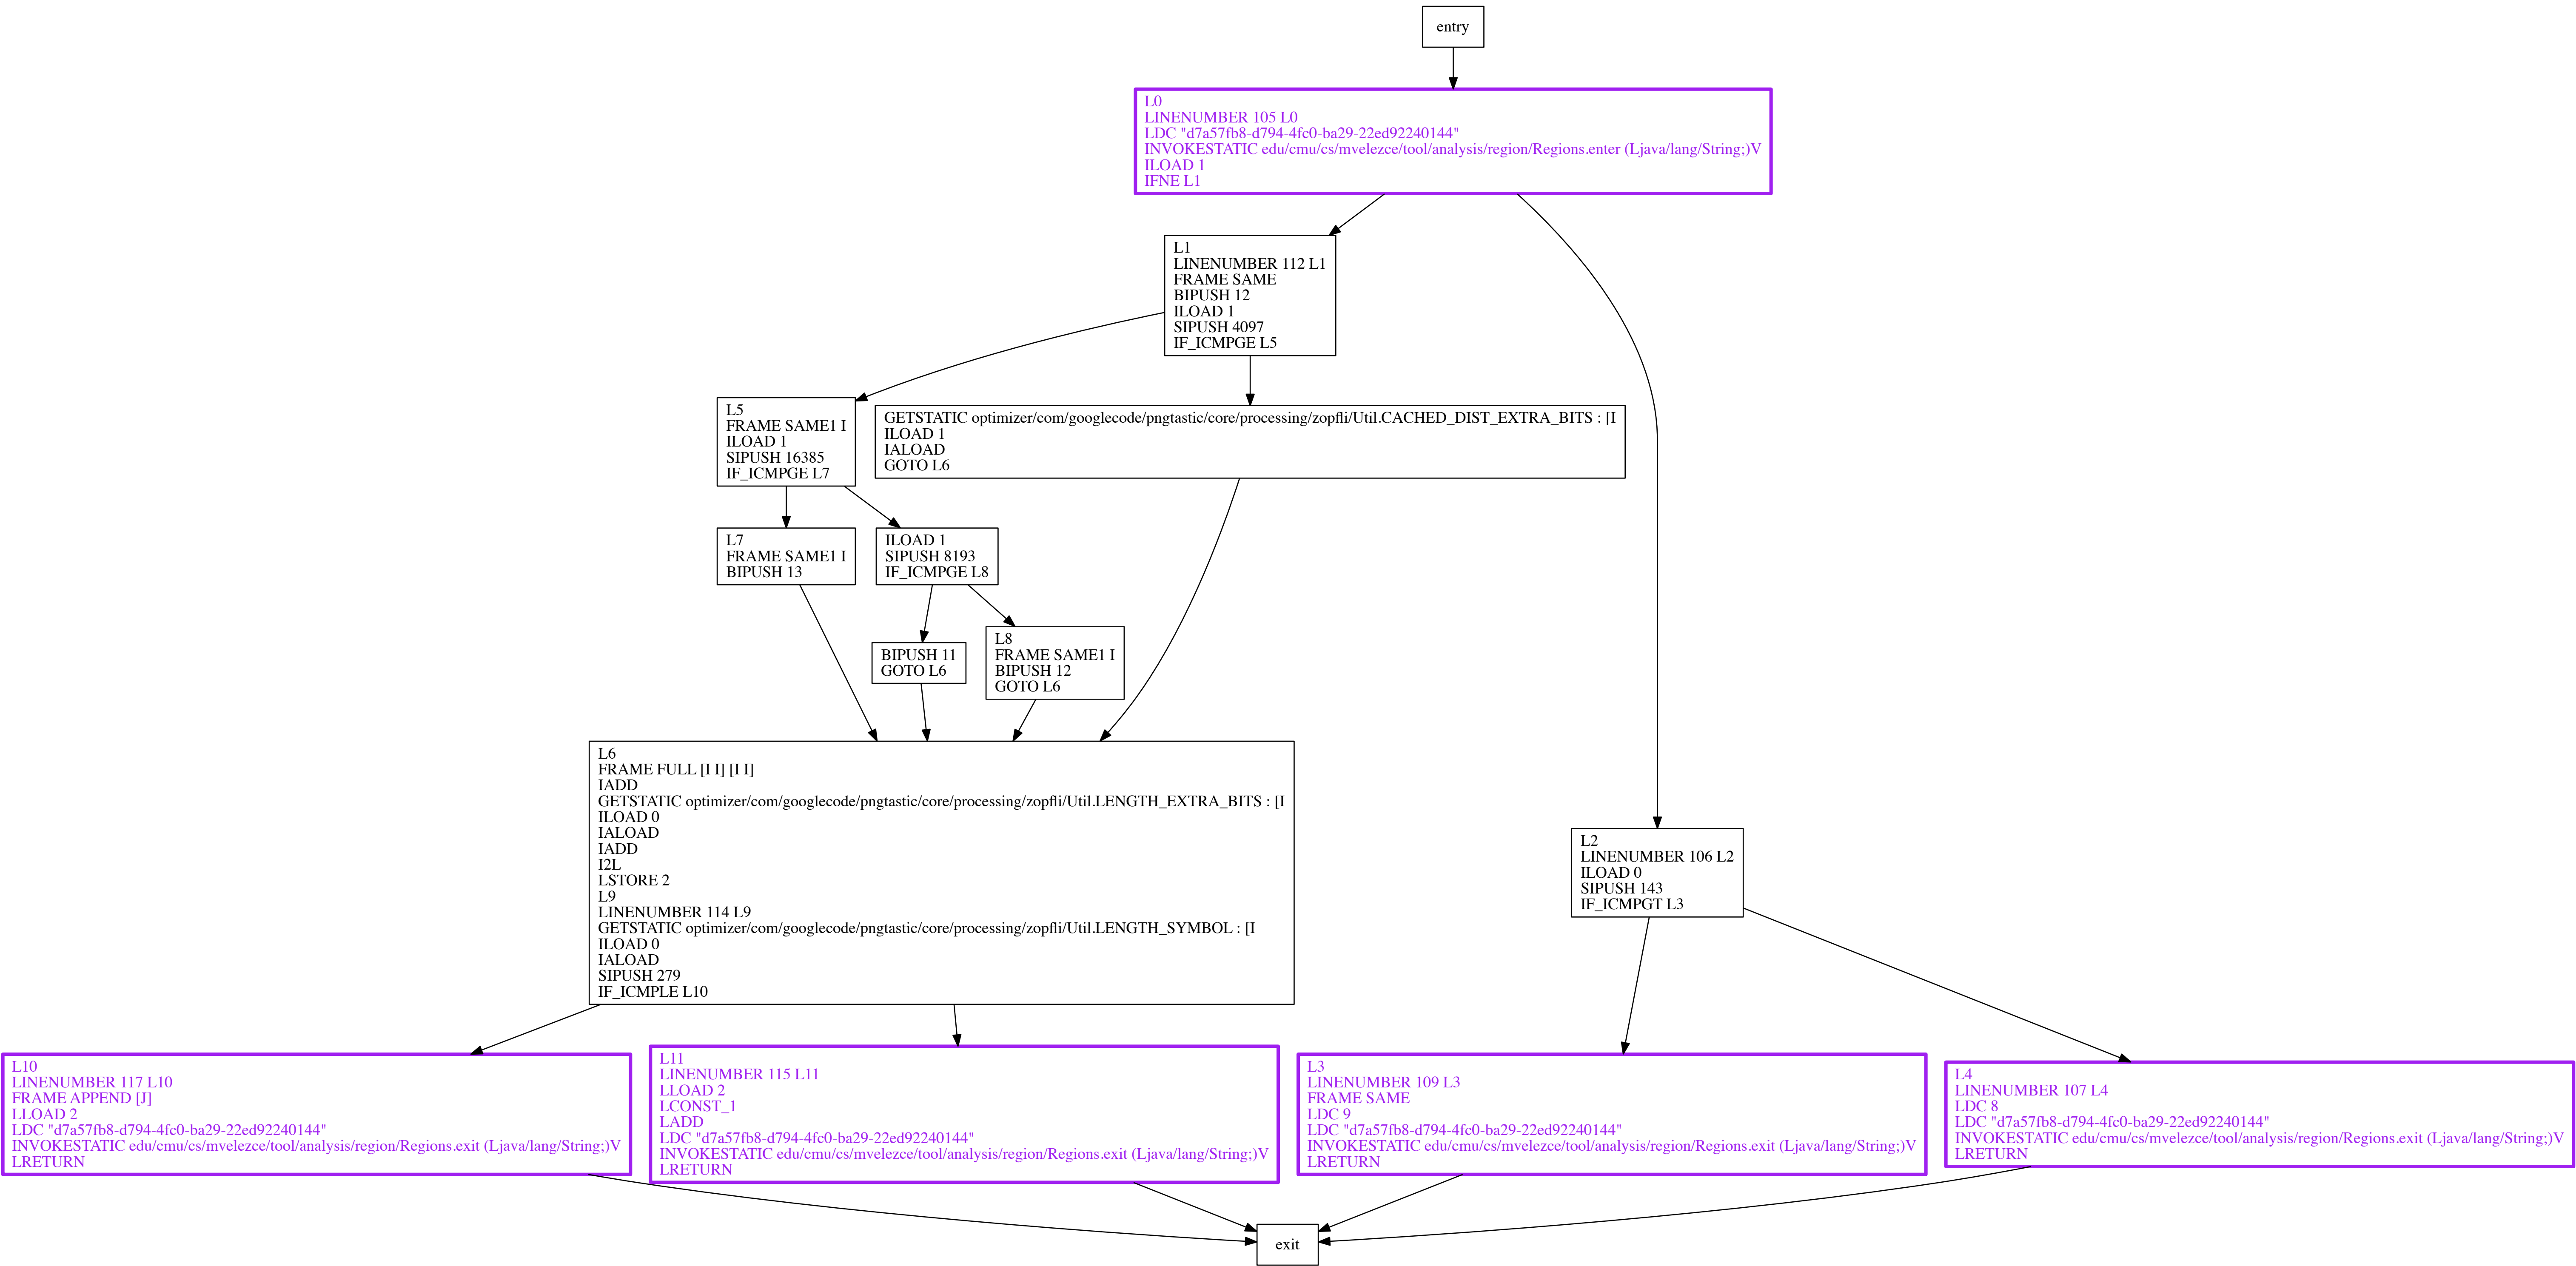 entry
L0
LINENUMBER 105 L0
LDC "d7a57fb8-d794-4fc0-ba29-22ed92240144"
INVOKESTATIC edu/cmu/cs/mvelezce/tool/analysis/region/Regions.enter (Ljava/lang/String;)V
ILOAD 1
IFNE L1
L1
LINENUMBER 112 L1
FRAME SAME
BIPUSH 12
ILOAD 1
SIPUSH 4097
IF_ICMPGE L5
L5
FRAME SAME1 I
ILOAD 1
SIPUSH 16385
IF_ICMPGE L7
GETSTATIC optimizer/com/googlecode/pngtastic/core/processing/zopfli/Util.CACHED_DIST_EXTRA_BITS : [I
ILOAD 1
IALOAD
GOTO L6
L7
FRAME SAME1 I
BIPUSH 13
ILOAD 1
SIPUSH 8193
IF_ICMPGE L8
BIPUSH 11
GOTO L6
L8
FRAME SAME1 I
BIPUSH 12
GOTO L6
L6
FRAME FULL [I I] [I I]
IADD
GETSTATIC optimizer/com/googlecode/pngtastic/core/processing/zopfli/Util.LENGTH_EXTRA_BITS : [I
ILOAD 0
IALOAD
IADD
I2L
LSTORE 2
L9
LINENUMBER 114 L9
GETSTATIC optimizer/com/googlecode/pngtastic/core/processing/zopfli/Util.LENGTH_SYMBOL : [I
ILOAD 0
IALOAD
SIPUSH 279
IF_ICMPLE L10
L2
LINENUMBER 106 L2
ILOAD 0
SIPUSH 143
IF_ICMPGT L3
L10
LINENUMBER 117 L10
FRAME APPEND [J]
LLOAD 2
LDC "d7a57fb8-d794-4fc0-ba29-22ed92240144"
INVOKESTATIC edu/cmu/cs/mvelezce/tool/analysis/region/Regions.exit (Ljava/lang/String;)V
LRETURN
L11
LINENUMBER 115 L11
LLOAD 2
LCONST_1
LADD
LDC "d7a57fb8-d794-4fc0-ba29-22ed92240144"
INVOKESTATIC edu/cmu/cs/mvelezce/tool/analysis/region/Regions.exit (Ljava/lang/String;)V
LRETURN
L3
LINENUMBER 109 L3
FRAME SAME
LDC 9
LDC "d7a57fb8-d794-4fc0-ba29-22ed92240144"
INVOKESTATIC edu/cmu/cs/mvelezce/tool/analysis/region/Regions.exit (Ljava/lang/String;)V
LRETURN
L4
LINENUMBER 107 L4
LDC 8
LDC "d7a57fb8-d794-4fc0-ba29-22ed92240144"
INVOKESTATIC edu/cmu/cs/mvelezce/tool/analysis/region/Regions.exit (Ljava/lang/String;)V
LRETURN
exit